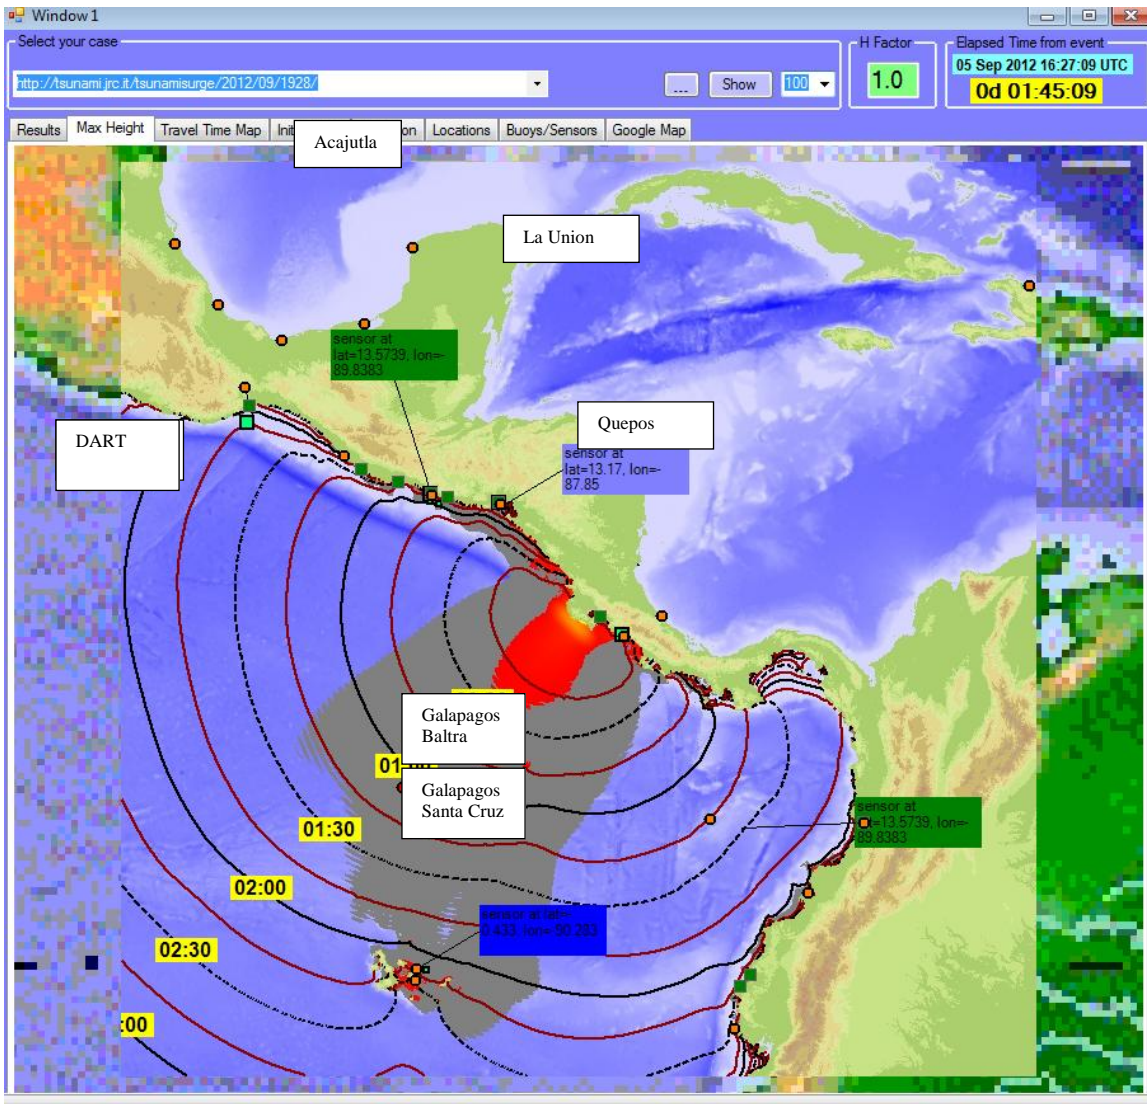 Window 1
Select your case
http://tsunami.jrc.it/tsunamisurge/2012/09/1928/
...
Show
100
H Factor
1.0
Elapsed Time from event
05 Sep 2012 16:27:09 UTC
0d 01:45:09
Results
Max Height
Travel Time Map
Init
on
Locations
Buoys/Sensors
Google Map
Acajutla
La Union
sensor at
lat=13.5739, lon=-
89.8383
DART
Quepos
sensor at
lat=13.17, lon=-
87.85
Galapagos
Baltra
01:
Galapagos
Santa Cruz
sensor at
t=13.5739, lon=-
89.8383
01:30
02:00
sensor at lat=-
0.433, lon=-90.283
02:30
:00